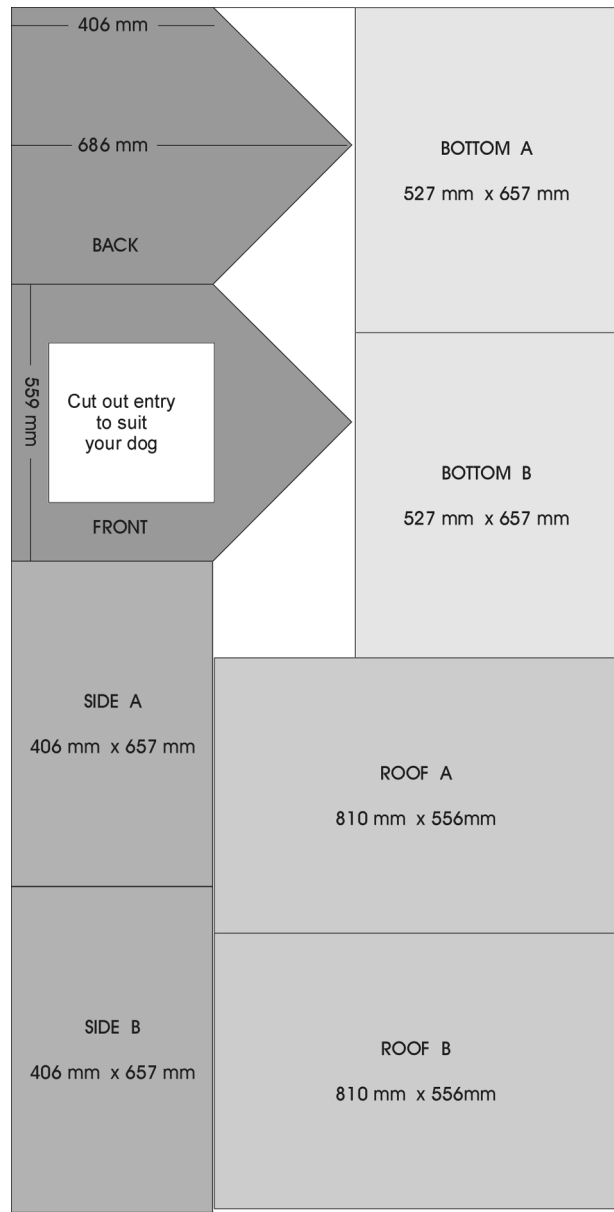 406 mm
686 mm
BACK
559 mm
Cut out entry
to suit
your dog
FRONT
SIDE A
406 mm x 657 mm
SIDE B
406 mm x 657 mm
BOTTOM A
527 mm x 657 mm
BOTTOM B
527 mm x 657 mm
ROOF A
810 mm x 556mm
ROOF B
810 mm x 556mm